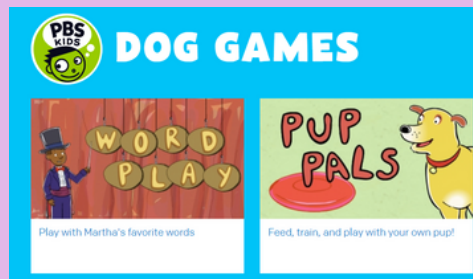 PBS
KIDS
DOG GAMES
WORD
PLAY
Play with Martha's favorite words
PUP
PALS
Feed, train, and play with your own pup!